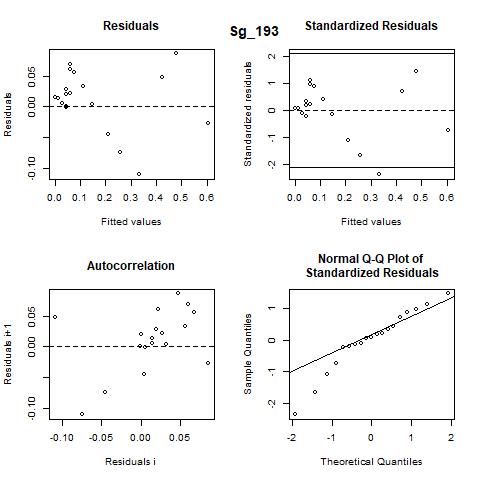 Sg_193
Residuals
Residuals
0.05
0.00
-0.10
0.0 0.1 0.2 0.3 0.4 0.5 0.6
Fitted values
Standardized Residuals
Standardized residuals
2
1
0
-1
-2
0.0 0.1 0.2 0.3 0.4 0.5 0.6
Fitted values
Autocorrelation
Residuals i+1
0.05
0.00
-0.10
-0.10 -0.05 0.00 0.05
Residuals i
Normal Q-Q Plot of
Standardized Residuals
Sample Quantiles
1
0
-1
-2
-2 -1 0 1 2
Theoretical Quantiles